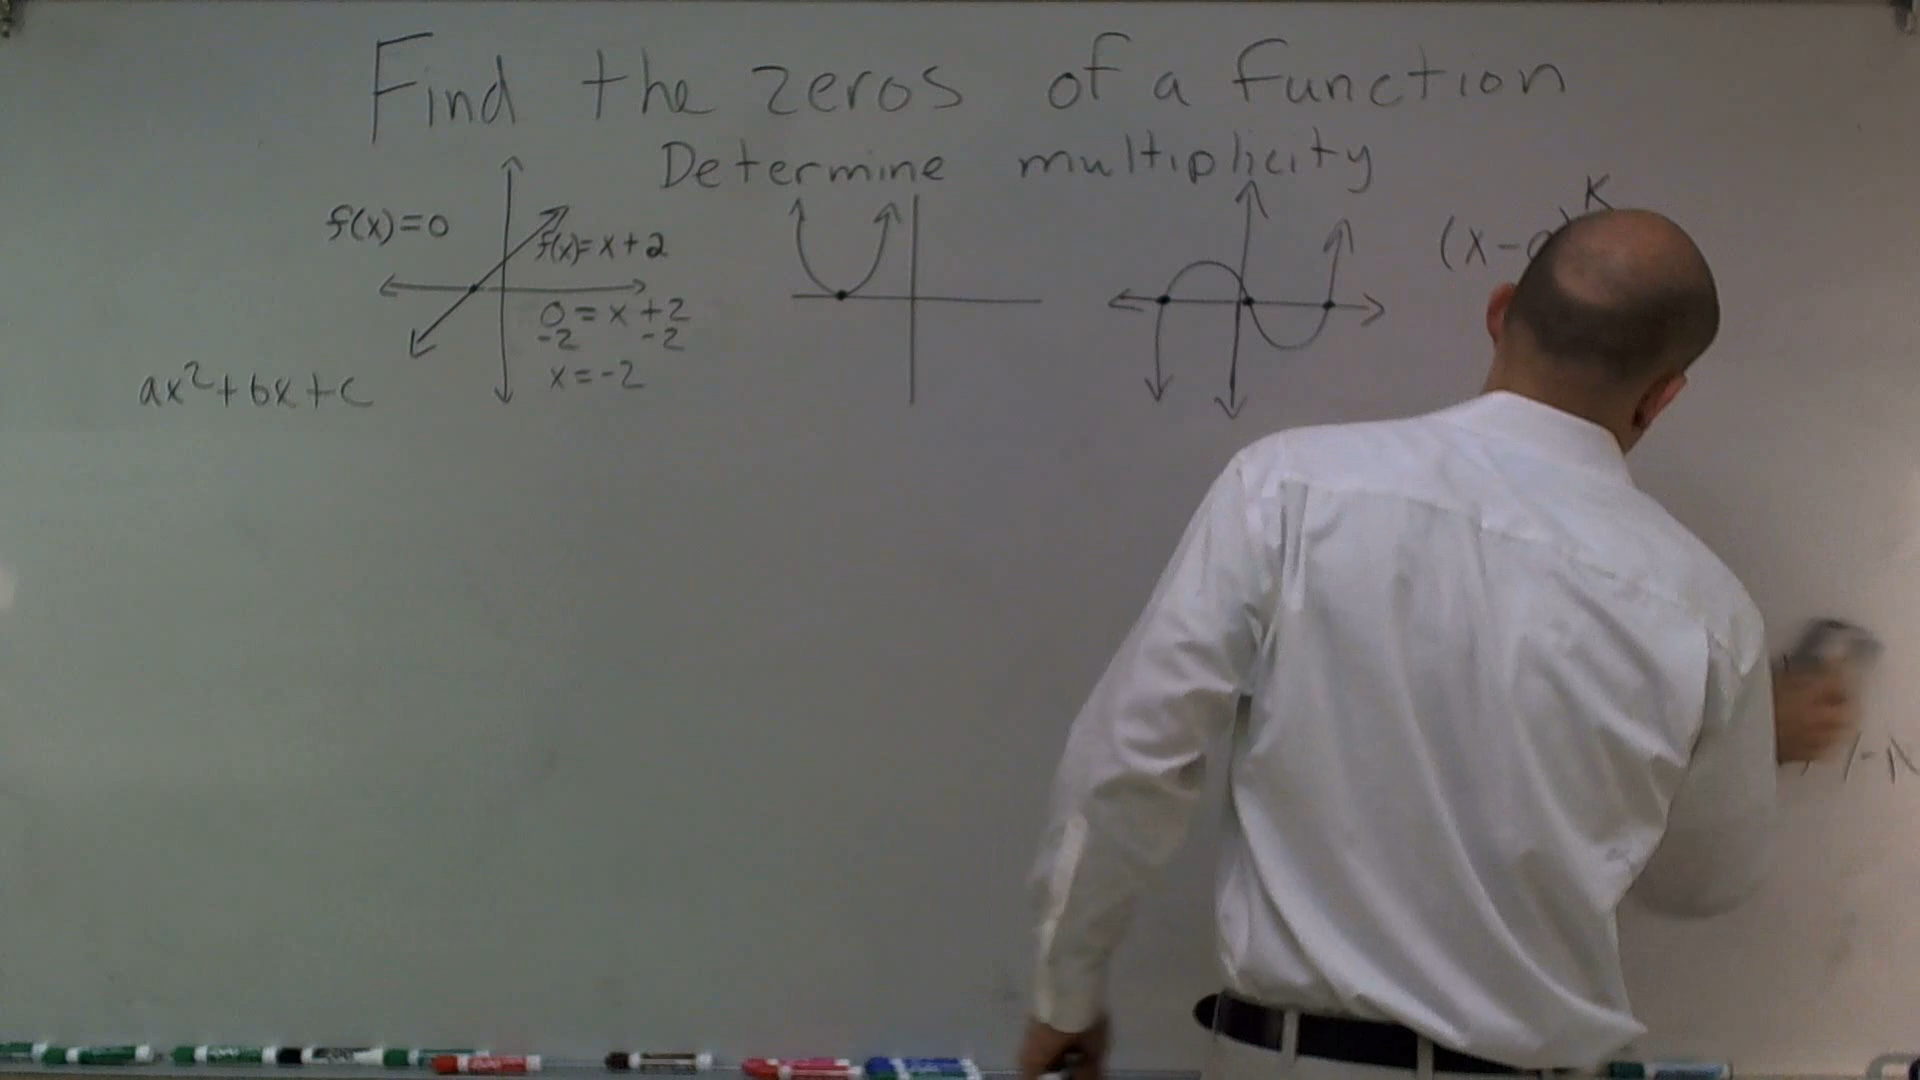 Find the zeros of a function
Determine multiplicity
f(x)=0
f(x)=x+2
0=x+2
-2 -2
x=-2
ax²+bx+c
(x-
K